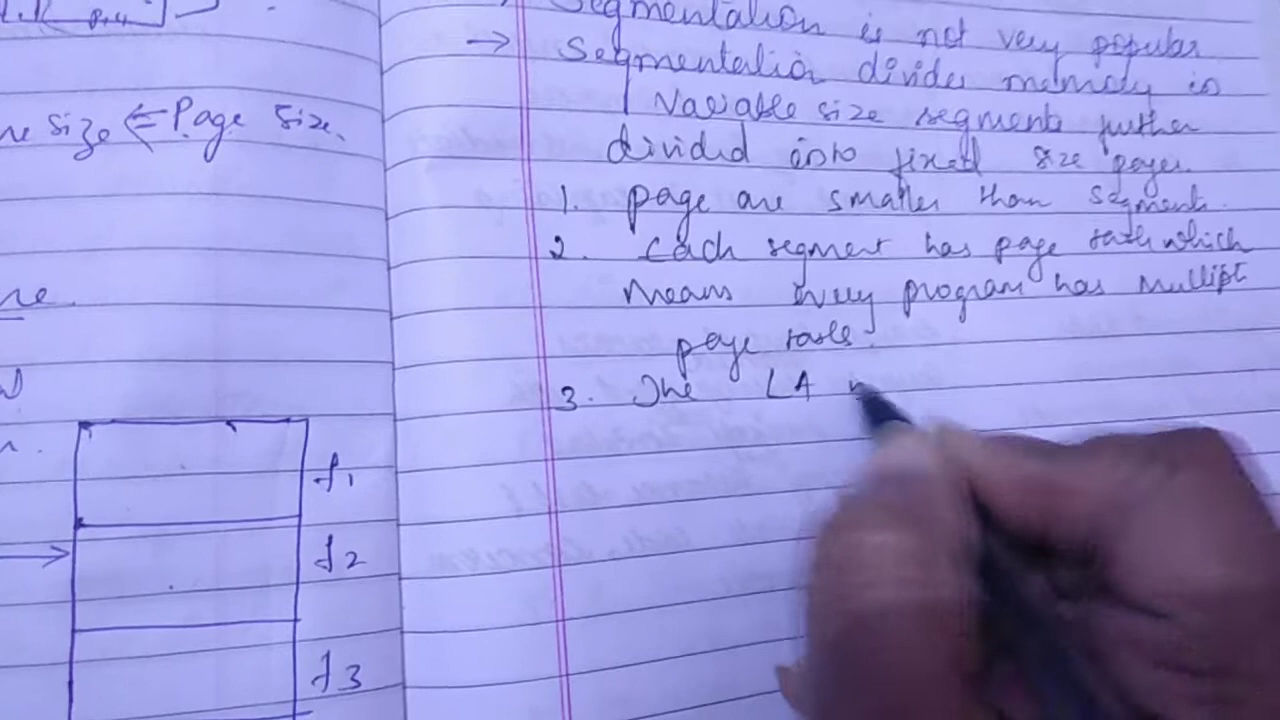 Segmentation is not very popular
→ Segmentation divides memory in
Variable size segments further
divided into fixed size pages.
1. page are smaller than segment.
2. Each segment has page table which
means every program has multiple
page table.
3. The LA
size <= Page size.
f1
f2
f3